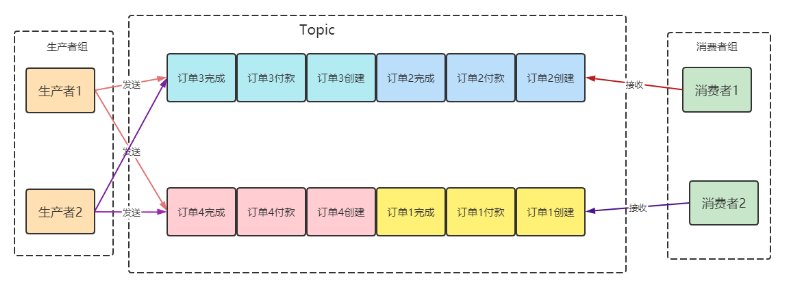 Topic
生产者组
消费者组
生产者1
发送
订单3完成 订单3付款 订单3创建 订单2完成 订单2付款 订单2创建
接收
消费者1
发送
生产者2
发送
订单4完成 订单4付款 订单4创建 订单1完成 订单1付款 订单1创建
接收
消费者2